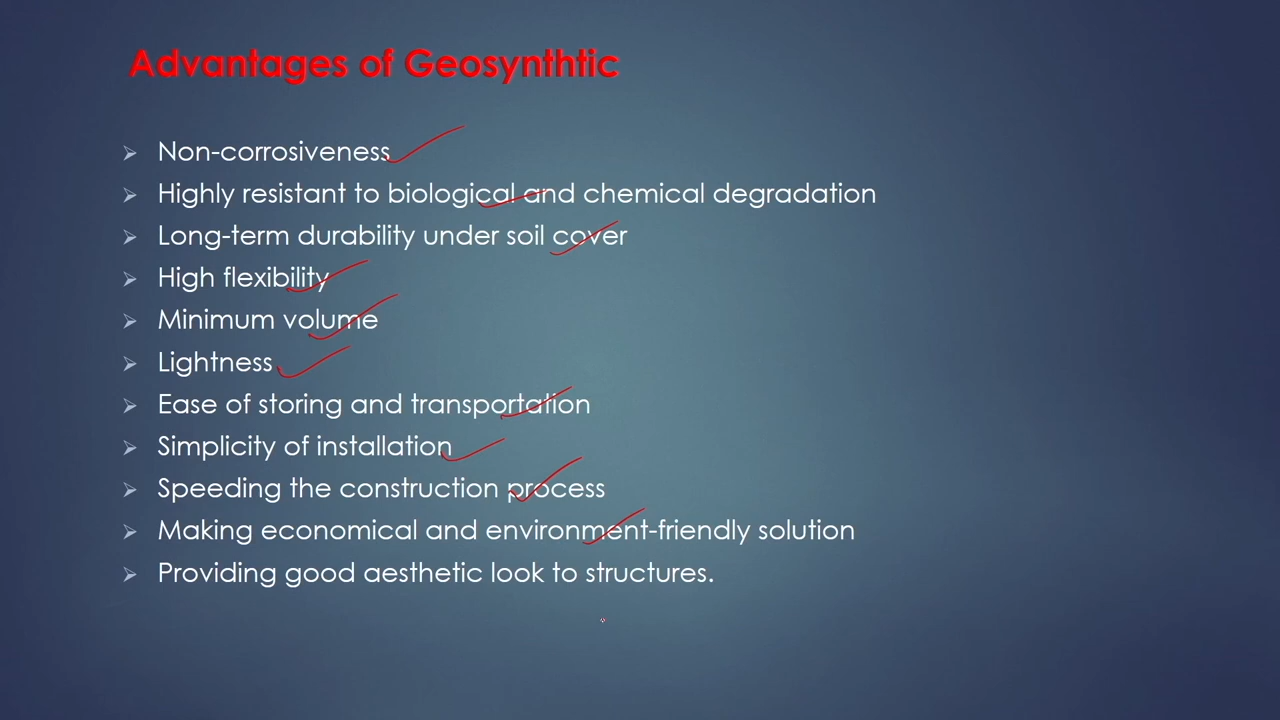 Advantages of Geosynthtic
Non-corrosiveness
Highly resistant to biological and chemical degradation
Long-term durability under soil cover
High flexibility
Minimum volume
Lightness
Ease of storing and transportation
Simplicity of installation
Speeding the construction process
Making economical and environment-friendly solution
Providing good aesthetic look to structures.